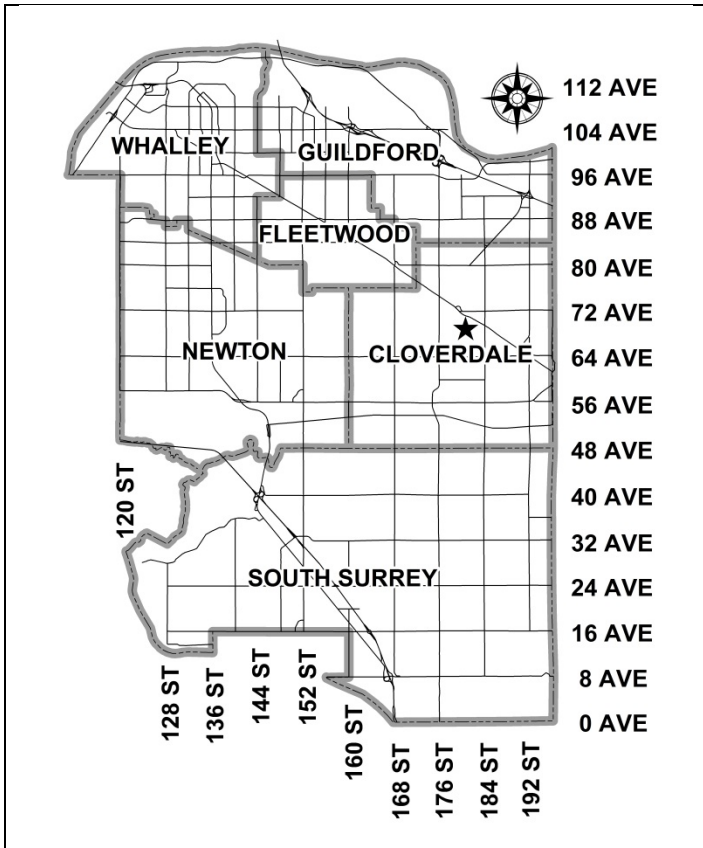 112 AVE
104 AVE
WHALLEY
GUILDFORD
96 AVE
88 AVE
FLEETWOOD
80 AVE
72 AVE
NEWTON
CLOVERDALE
64 AVE
56 AVE
48 AVE
120 ST
40 AVE
32 AVE
SOUTH SURREY
24 AVE
16 AVE
128 ST
136 ST
144 ST
152 ST
160 ST
8 AVE
0 AVE
168 ST
176 ST
184 ST
192 ST